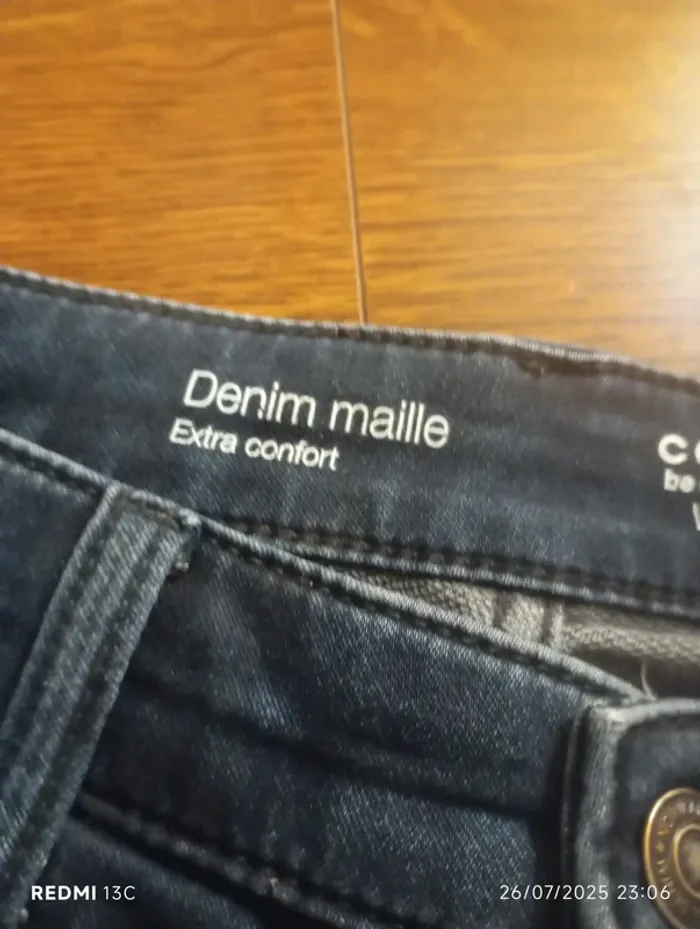 Denim maille
Extra confort
REDMI 13C
26/07/2025 23:06